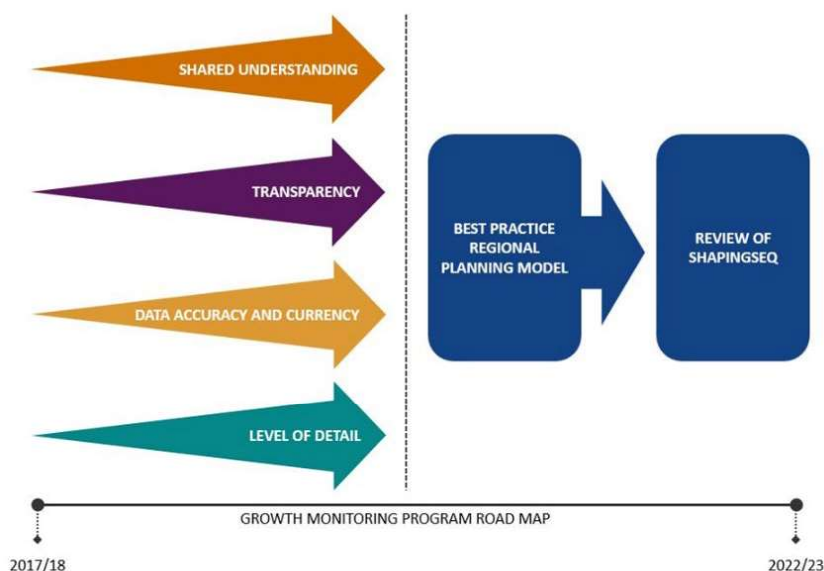 SHARED UNDERSTANDING
TRANSPARENCY
DATA ACCURACY AND CURRENCY
LEVEL OF DETAIL
BEST PRACTICE
REGIONAL
PLANNING MODEL
REVIEW OF
SHAPINGSEQ
GROWTH MONITORING PROGRAM ROAD MAP
2017/18
2022/23